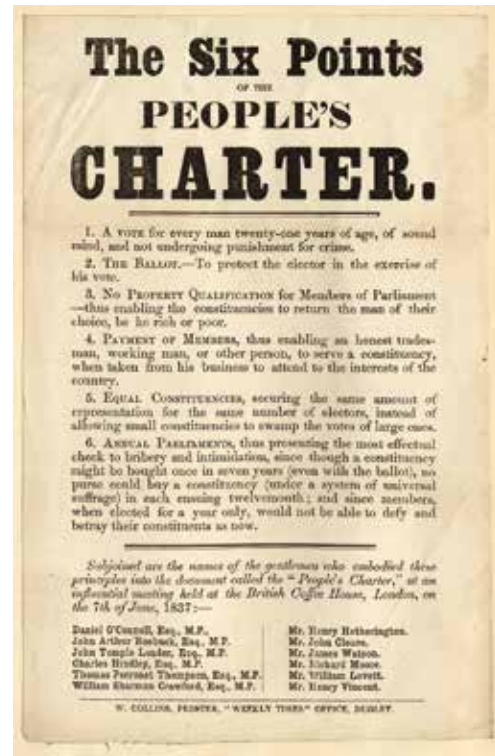 The Six Points
OF THE
PEOPLE'S
CHARTER.
1. A VOTE for every man twenty-one years of age, of sound
mind, and not undergoing punishment for crime.
2. THE BALLOT.—To protect the elector in the exercise of
his vote.
3. NO PROPERTY QUALIFICATION for Members of Parliament
—thus enabling the constituencies to return the man of their
choice, be he rich or poor.
4. PAYMENT OF MEMBERS, thus enabling an honest trades-
man, working man, or other person, to serve a constituency,
when taken from his business to attend to the interests of the
country.
5. EQUAL CONSTITUENCIES, securing the same amount of
representation for the same number of electors, instead of
allowing small constituencies to swamp the votes of large ones.
6. ANNUAL PARLIAMENTS, thus presenting the most effectual
check to bribery and intimidation, since though a constituency
might be bought once in seven years (even with the ballot), no
purse could buy a constituency (under a system of universal
suffrage) in each ensuing twelvemonth; and since members,
when elected for a year only, would not be able to defy and
betray their constituents as now.
Subjoined are the names of the gentlemen who embodied these
principles into the document called the "People's Charter," at an
influential meeting held at the British Coffee House, London, on
the 7th of June, 1837:—
Daniel O'Connell, Esq., M.P.,
John Arthur Roebuck, Esq., M.P.
John Temple Leader, Esq., M.P.
Charles Hindley, Esq., M.P.
Thomas Perronet Thompson, Esq., M.P.
William Sharman Crawford, Esq., M.P.
Mr. Henry Hetherington.
Mr. John Cleave.
Mr. James Watson.
Mr. Richard Moore.
Mr. William Lovett.
Mr. Henry Vincent.
W. COLLINS, PRINTER, "WEEKLY TIMES" OFFICE, DUDLEY.